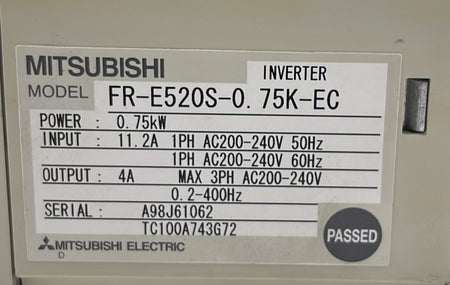 MITSUBISHI
INVERTER
MODEL FR-E520S-0.75K-EC
POWER : 0.75kW
INPUT : 11.2A 1PH AC200-240V 50Hz
1PH AC200-240V 60Hz
OUTPUT : 4A MAX 3PH AC200-240V
0.2-400Hz
SERIAL : A98J61062
TC100A743G72
MITSUBISHI ELECTRIC
D
PASSED